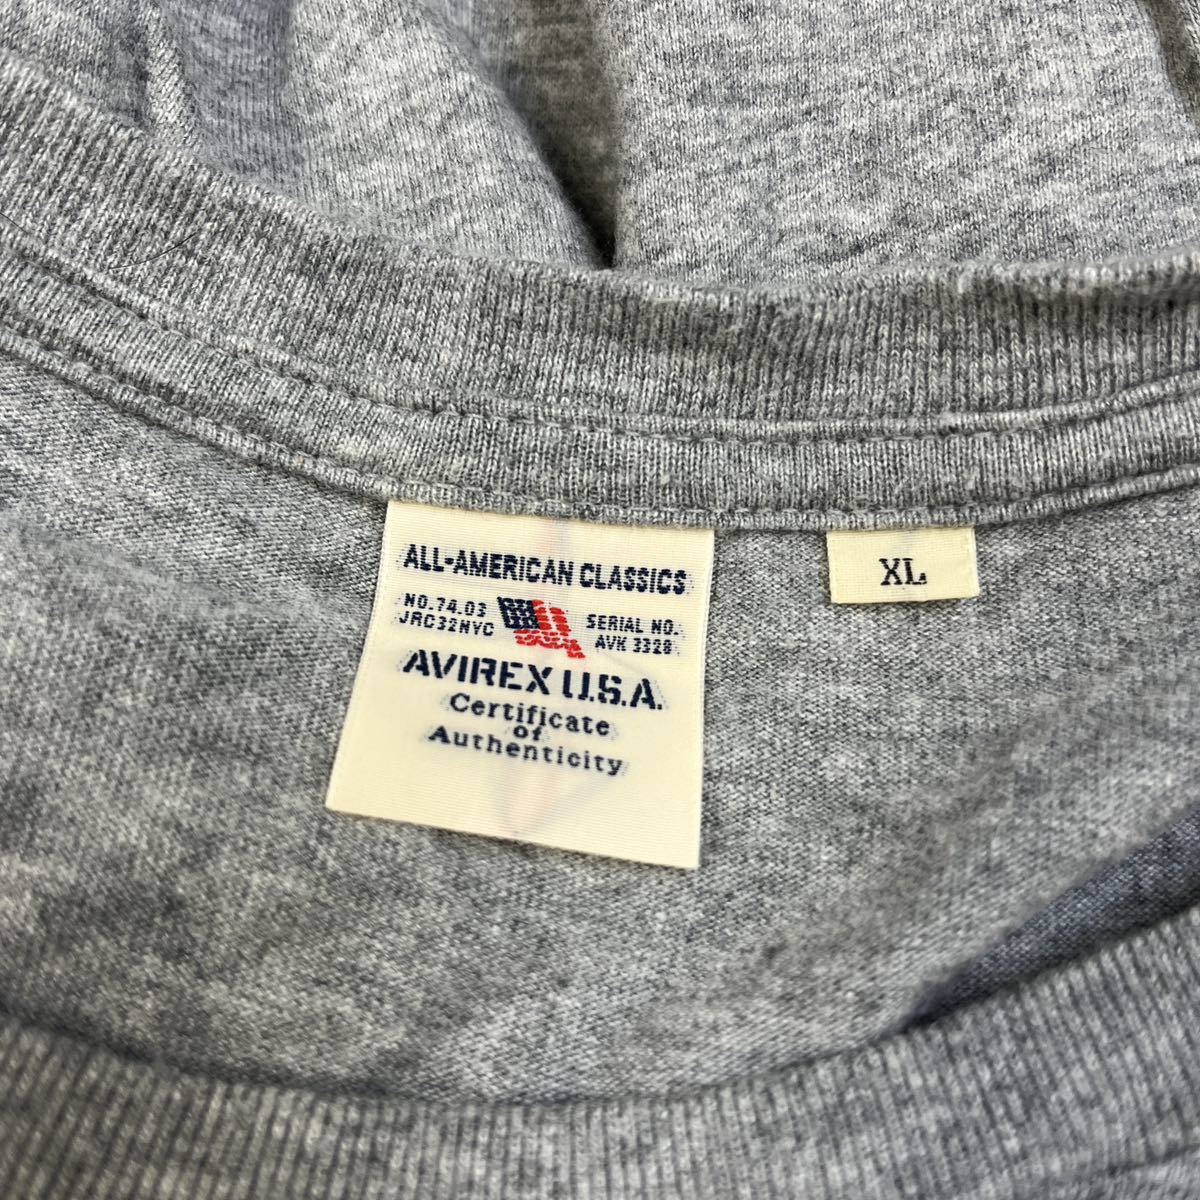 ALL-AMERICAN CLASSICS
NO.74.03
JRC32NYC
SERIAL NO.
AVK 3328
AVIREX U.S.A.
Certificate
of
Authenticity
XL